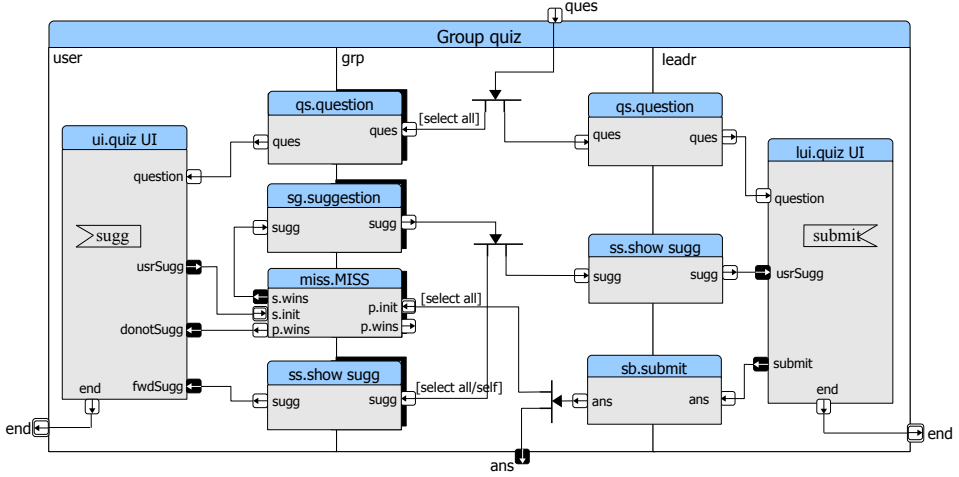 ques
Group quiz
user
grp
leadr
qs.question
ques
ques
[select all]
qs.question
ques
ques
ui.quiz UI
question
sugg
usrSugg
donotSugg
fwdSugg
end
end
sg.suggestion
sugg
sugg
miss.MISS
s.wins
s.init
p.wins
p.init
p.wins
[select all]
ss.show sugg
sugg
sugg
[select all/self]
ss.show sugg
sugg
sugg
sb.submit
ans
ans
lui.quiz UI
question
submit
usrSugg
submit
end
end
ans